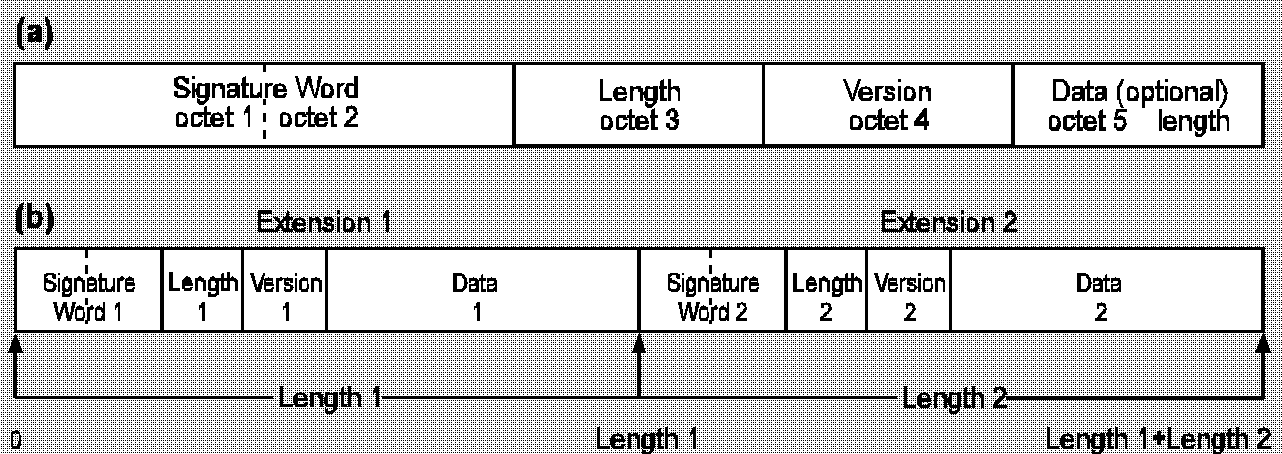 (a)
Signature Word
octet 1 octet 2
Length
octet 3
Version
octet 4
Data (optional)
octet 5 length
(b)
Extension 1
Extension 2
Signature
Word 1
Length
1
Version
1
Data
1
Signature
Word 2
Length
2
Version
2
Data
2
Length 1
Length 2
0
Length 1
Length 1+Length 2